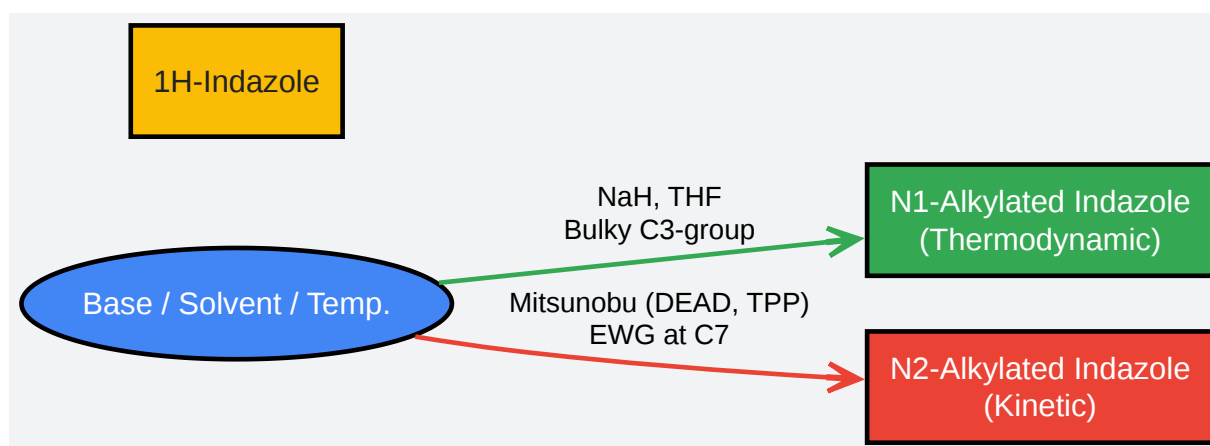 1H-Indazole
NaH, THF
Bulky C3-group
N1-Alkylated Indazole
(Thermodynamic)
Base / Solvent / Temp.
Mitsunobu (DEAD, TPP)
EWG at C7
N2-Alkylated Indazole
(Kinetic)